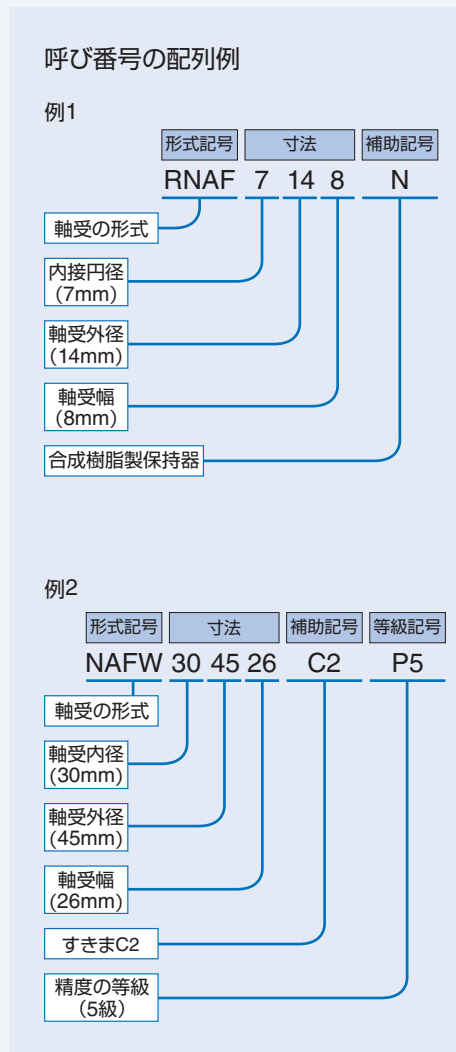 呼び番号の配列例
例1
形式記号 寸法 補助記号
RNAF 7 14 8 N
軸受の形式
内接円径
(7mm)
軸受外径
(14mm)
軸受幅
(8mm)
合成樹脂製保持器
例2
形式記号 寸法 補助記号 等級記号
NAFW 30 45 26 C2 P5
軸受の形式
軸受内径
(30mm)
軸受外径
(45mm)
軸受幅
(26mm)
すきまC2
精度の等級
（5級）